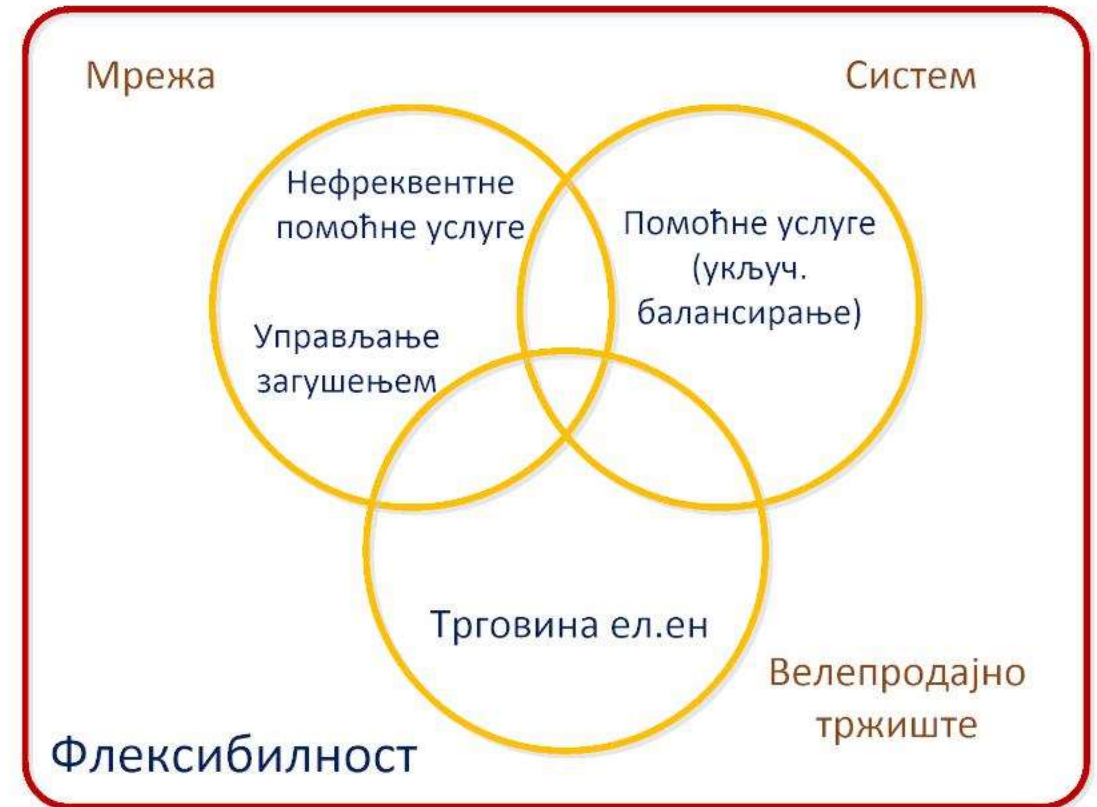 Мрежа
Систем
Нефреквентне
помоћне услуге
Помоћне услуге
(укључ.
балансирање)
Управљање
загушењем
Трговина ел.ен
Велепродајно
тржиште
Флексибилност